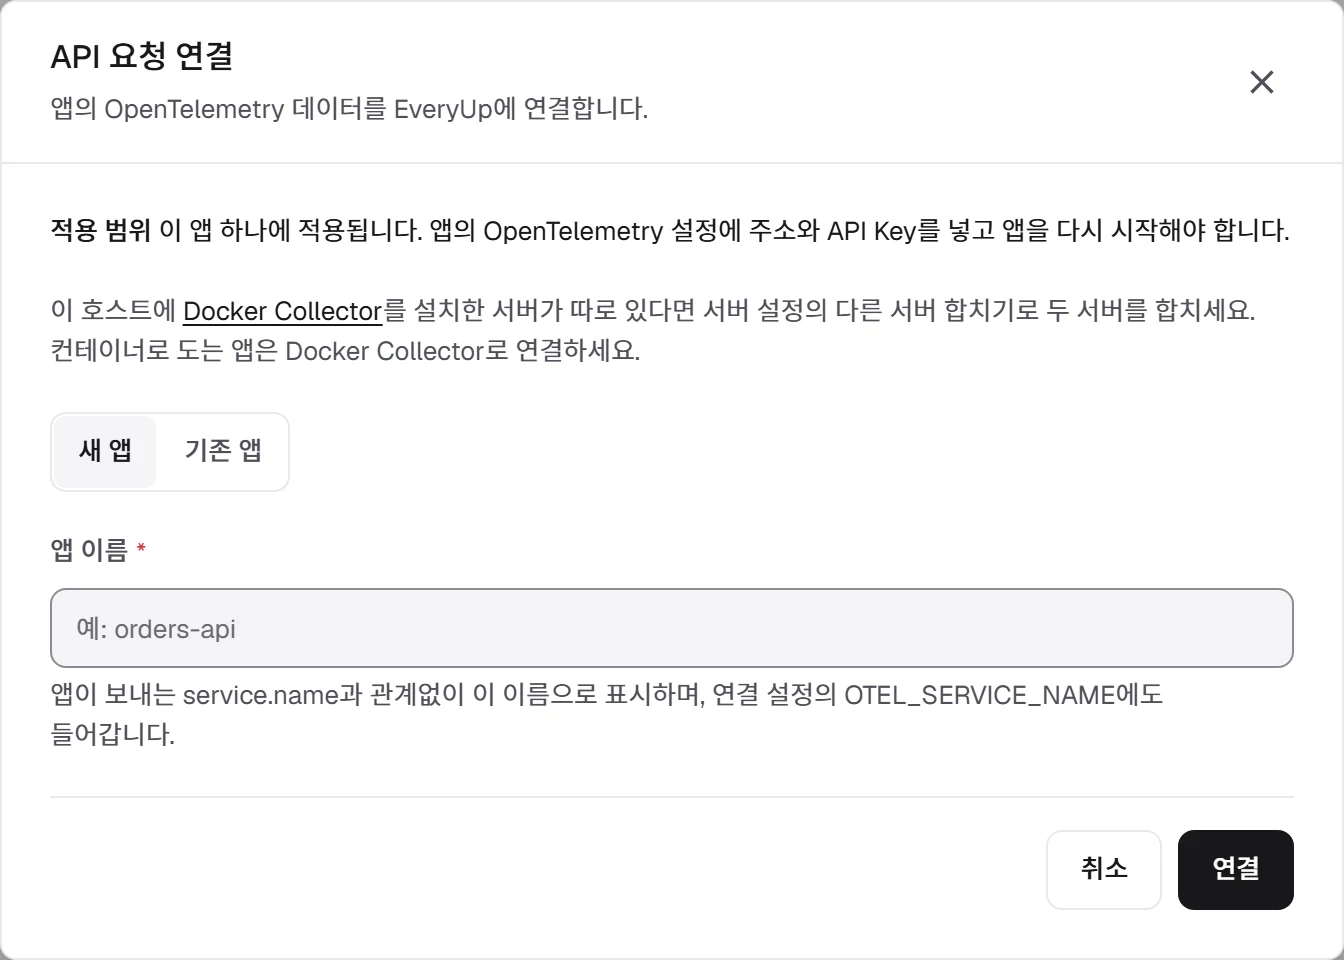 API 요청 연결
앱의 OpenTelemetry 데이터를 EveryUp에 연결합니다.
적용 범위 이 앱 하나에 적용됩니다. 앱의 OpenTelemetry 설정에 주소와 API Key를 넣고 앱을 다시 시작해야 합니다.
이 호스트에 Docker Collector를 설치한 서버가 따로 있다면 서버 설정의 다른 서버 합치기로 두 서버를 합치세요.
컨테이너로 도는 앱은 Docker Collector로 연결하세요.
새 앱 기존 앱
앱 이름 *
예: orders-api
앱이 보내는 service.name과 관계없이 이 이름으로 표시하며, 연결 설정의 OTEL_SERVICE_NAME에도
들어갑니다.
취소 연결